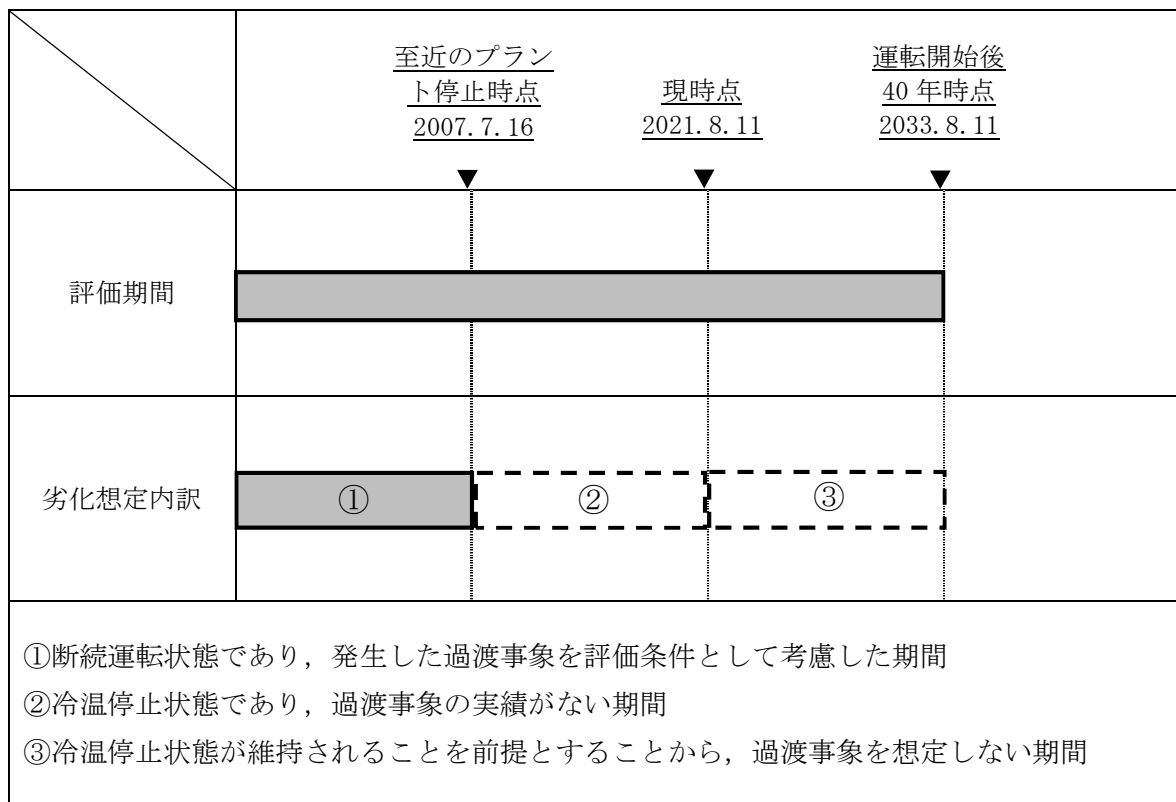 至近のプラン
ト停止時点
2007.7.16
現時点
2021.8.11
運転開始後
40 年時点
2033.8.11
▼
▼
▼
評価期間
劣化想定内訳
①
②
③
①断続運転状態であり，発生した過渡事象を評価条件として考慮した期間
②冷温停止状態であり，過渡事象の実績がない期間
③冷温停止状態が維持されることを前提とすることから，過渡事象を想定しない期間